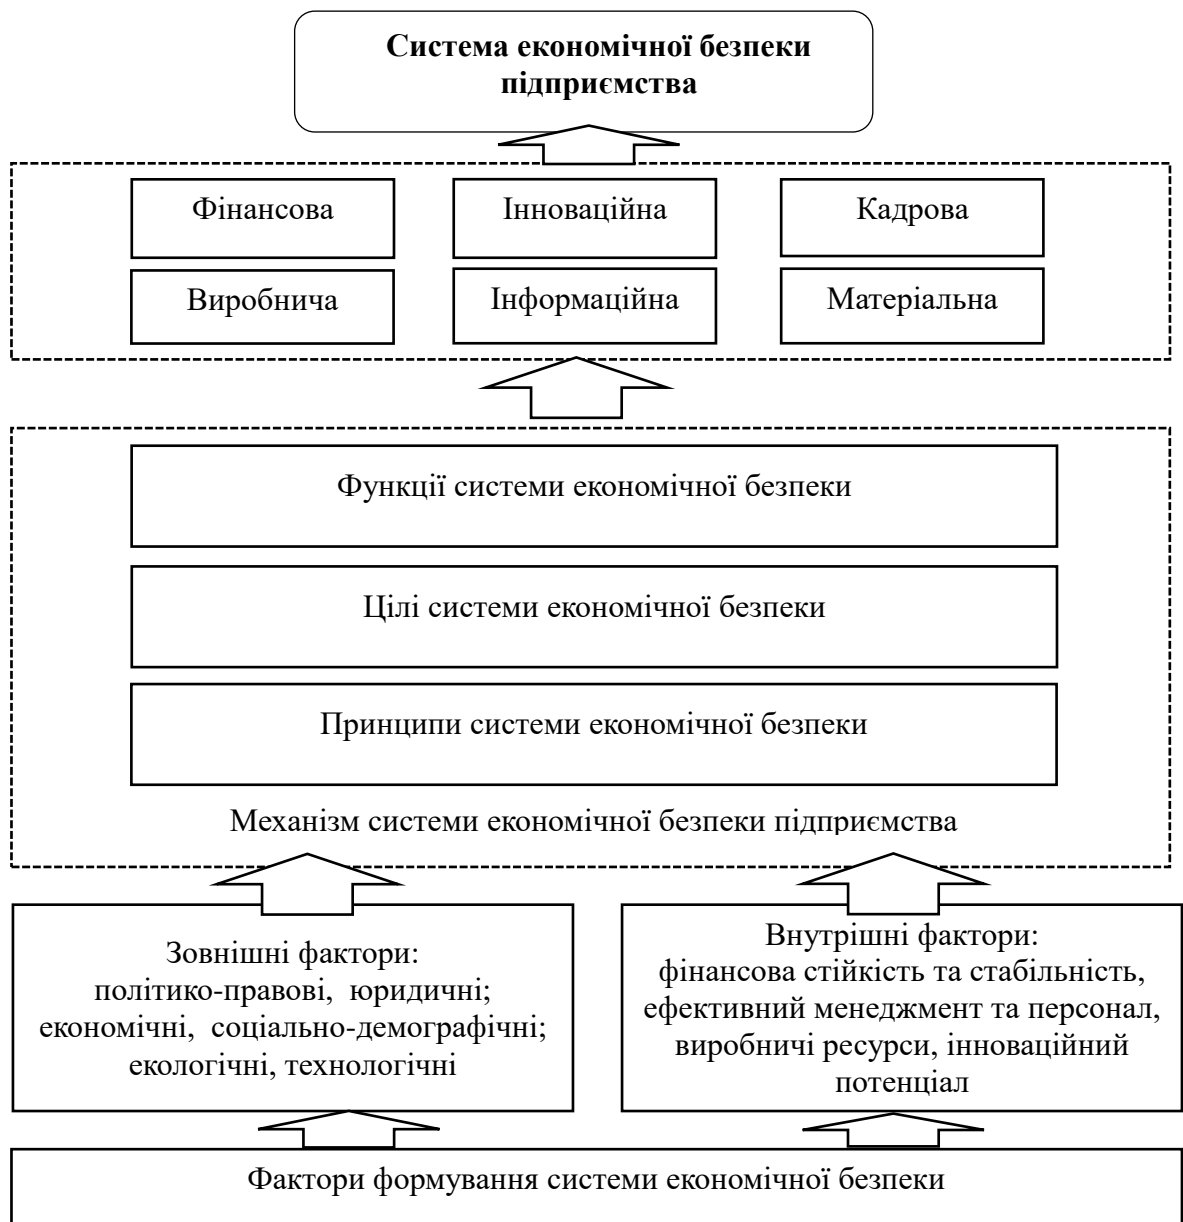 Система економічної безпеки
підприємства
Фінансова
Інноваційна
Кадрова
Виробнича
Інформаційна
Матеріальна
Функції системи економічної безпеки
Цілі системи економічної безпеки
Принципи системи економічної безпеки
Механізм системи економічної безпеки підприємства
Зовнішні фактори:
політико-правові, юридичні;
економічні, соціально-демографічні;
екологічні, технологічні
Внутрішні фактори:
фінансова стійкість та стабільність,
ефективний менеджмент та персонал,
виробничі ресурси, інноваційний
потенціал
Фактори формування системи економічної безпеки